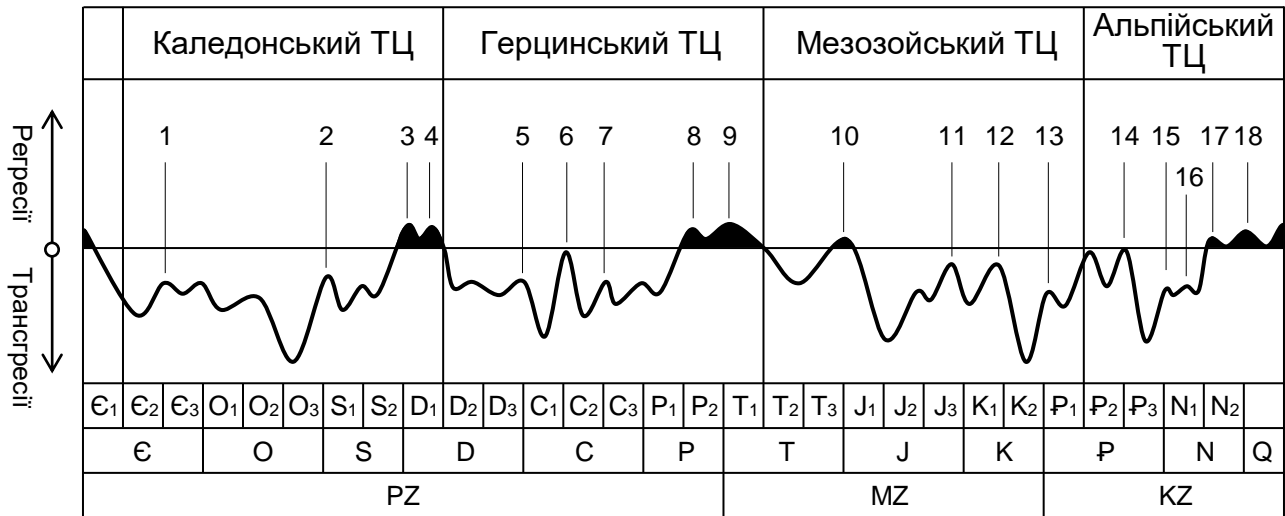 Каледонський ТЦ
Герцинський ТЦ
Мезозойський ТЦ
Альпійський
ТЦ
Регресії
Трансгресії
1 2 3 4 5 6 7 8 9 10 11 12 13 14 15 17 18
16
Є₁ Є₂ Є₃ O₁ O₂ O₃ S₁ S₂ D₁ D₂ D₃ C₁ C₂ C₃ P₁ P₂ T₁ T₂ T₃ J₁ J₂ J₃ K₁ K₂ Ꝑ₁ Ꝑ₂ Ꝑ₃ N₁ N₂
Є O S D C P T J K Ꝑ N Q
PZ MZ KZ